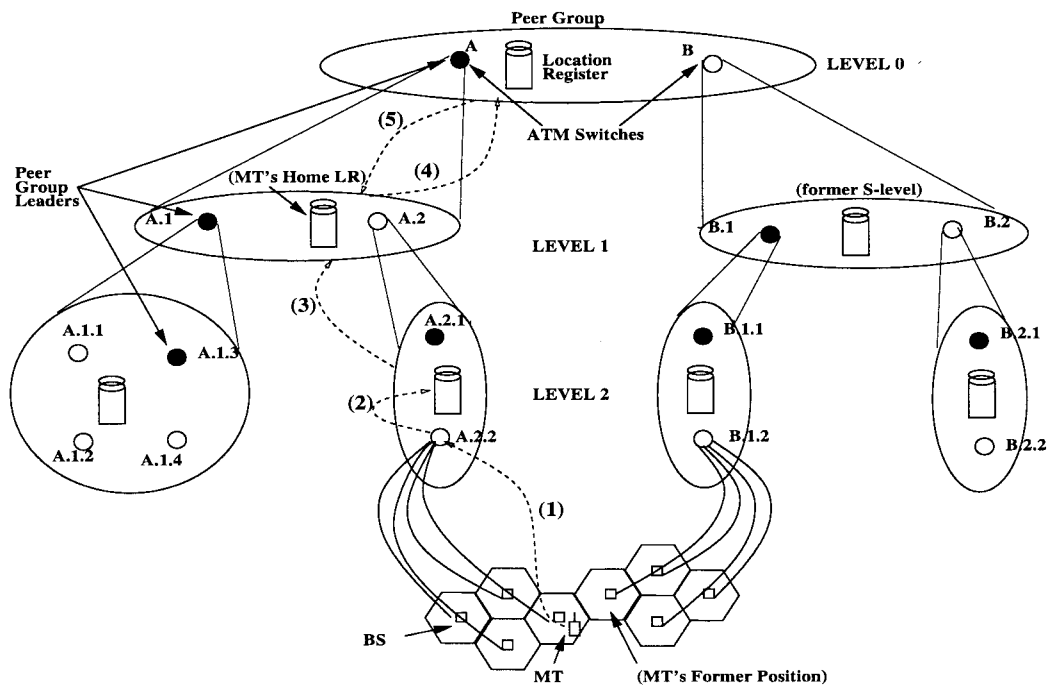 Peer Group
A
Location
Register
B
LEVEL 0
(5)
ATM Switches
(4)
Peer
Group
Leaders
(MT's Home LR)
A.1
A.2
(former S-level)
B.1
B.2
LEVEL 1
(3)
A.1.1
A.1.3
A.2.1
B.1.1
B.2.1
(2)
LEVEL 2
A.1.2
A.1.4
A.2.2
B.1.2
B.2.2
(1)
BS
MT
(MT's Former Position)